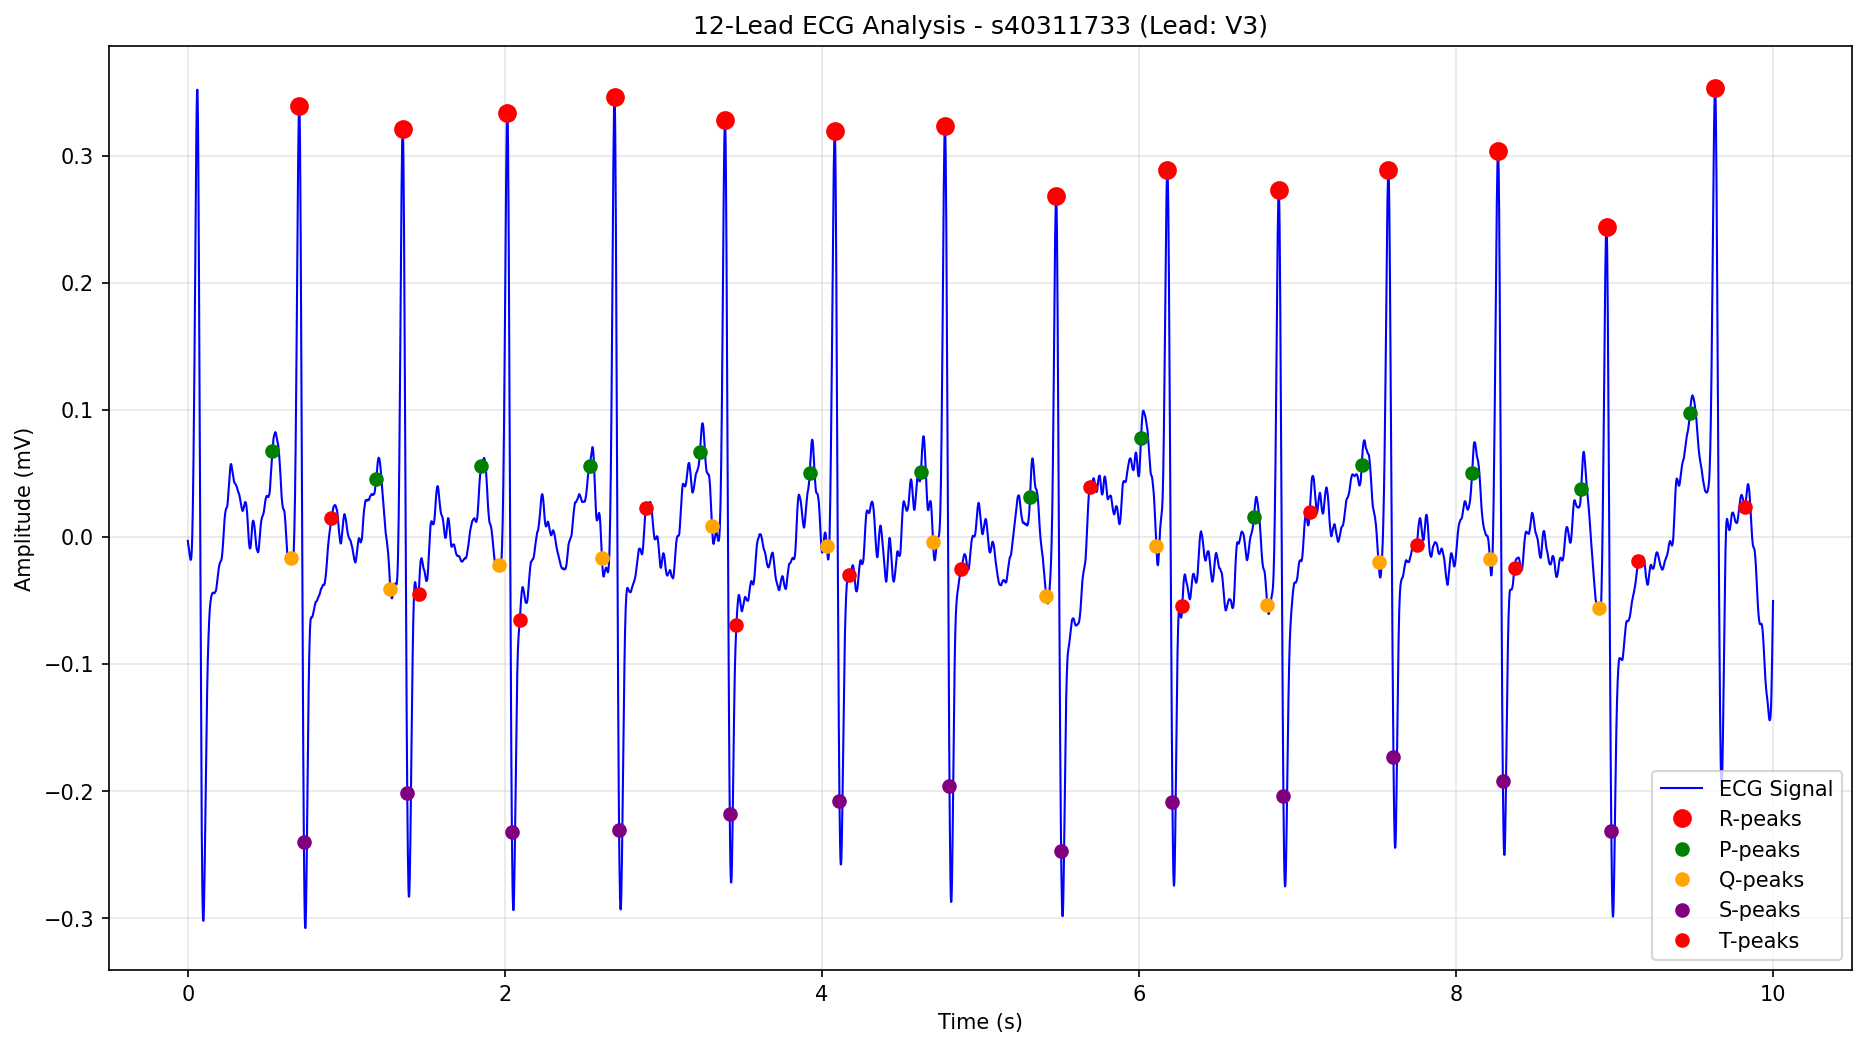 12-Lead ECG Analysis - s40311733 (Lead: V3)
Amplitude (mV)
0.3
0.2
0.1
0.0
−0.1
−0.2
−0.3
ECG Signal
R-peaks
P-peaks
Q-peaks
S-peaks
T-peaks
0 2 4 6 8 10
Time (s)